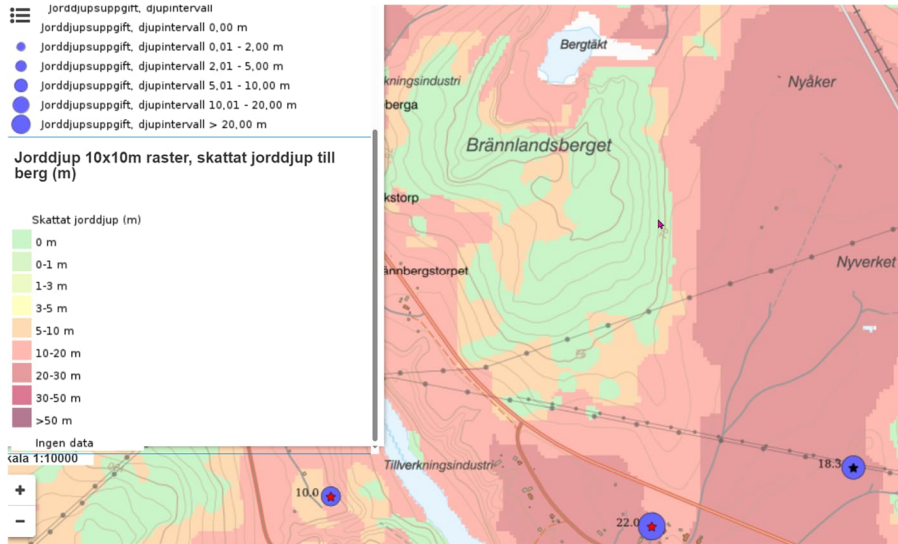 Jorddjupsuppgift, djupintervall
Jorddjupsuppgift, djupintervall 0,00 m
Jorddjupsuppgift, djupintervall 0,01 - 2,00 m
Jorddjupsuppgift, djupintervall 2,01 - 5,00 m
Jorddjupsuppgift, djupintervall 5,01 - 10,00 m
Jorddjupsuppgift, djupintervall 10,01 - 20,00 m
Jorddjupsuppgift, djupintervall > 20,00 m
Jorddjup 10x10m raster, skattat jorddjup till
berg (m)
Skattat jorddjup (m)
0 m
0-1 m
1-3 m
3-5 m
5-10 m
10-20 m
20-30 m
30-50 m
>50 m
Ingen data
kala 1:10000
+
−
Bergtäkt
kningsindustri
berga
Nyåker
Brännlandsberget
kstorp
Nyverket
ännbergstorpet
Tillverkningsindustri
18.3
10.0
22.0